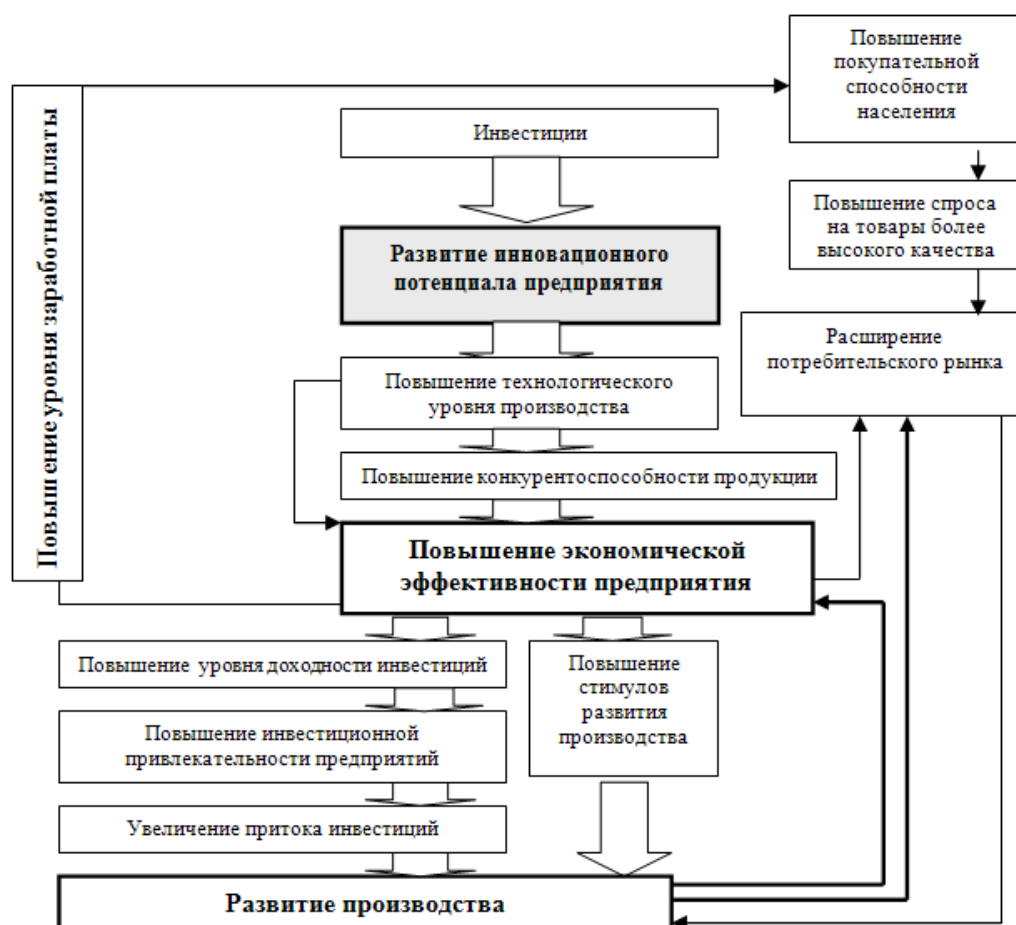 Повышение
покупательной
способности
населения
Инвестиции
Повышение уровня заработной платы
Повышение спроса
на товары более
высокого качества
Развитие инновационного
потенциала предприятия
Расширение
потребительского рынка
Повышение технологического
уровня производства
Повышение конкурентоспособности продукции
Повышение экономической
эффективности предприятия
Повышение уровня доходности инвестиций
Повышение
стимулов
развития
производства
Повышение инвестиционной
привлекательности предприятий
Увеличение притока инвестиций
Развитие производства